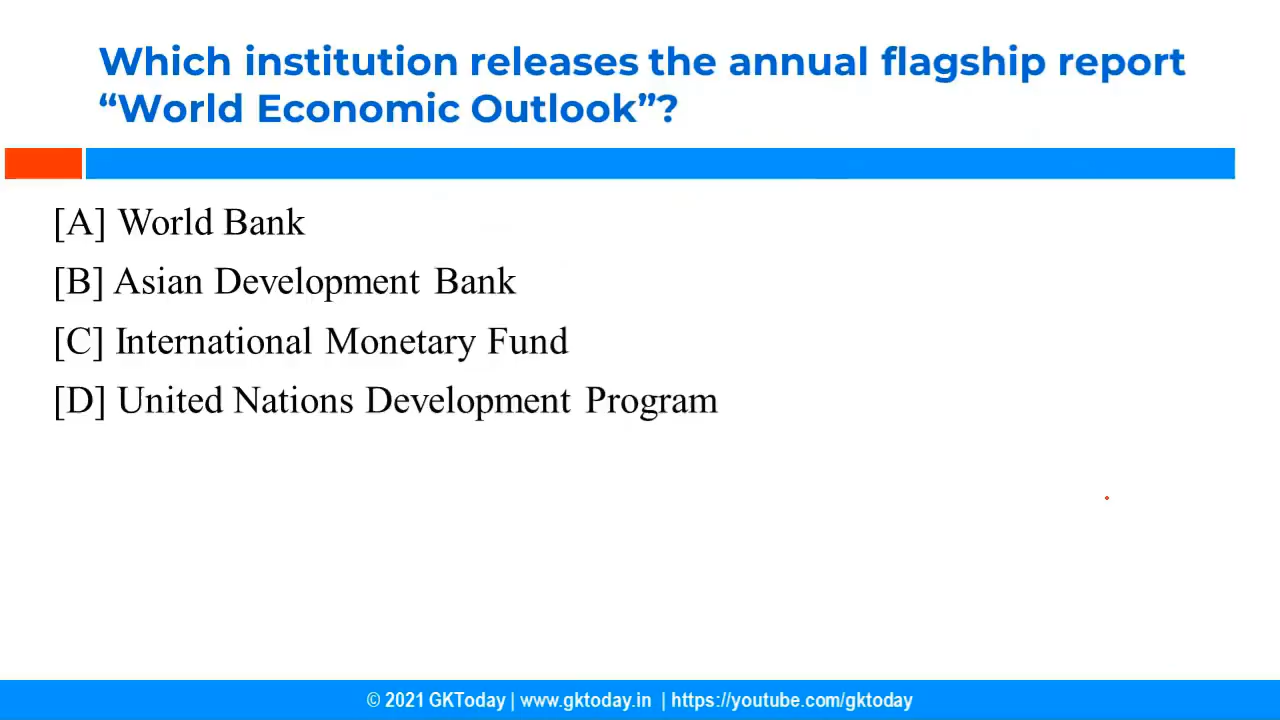 Which institution releases the annual flagship report
“World Economic Outlook”?
[A] World Bank
[B] Asian Development Bank
[C] International Monetary Fund
[D] United Nations Development Program
© 2021 GKToday | www.gktoday.in | https://youtube.com/gktoday